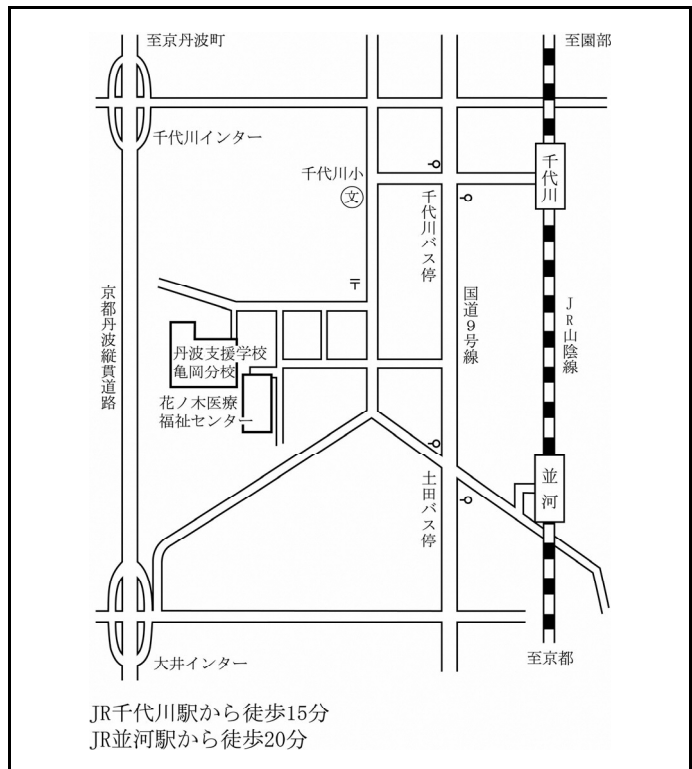 至京丹波町
至園部
千代川インター
千代川小
文
千代川
千代川バス停
〒
京都丹波縦貫道路
国道9号線
JR山陰線
丹波支援学校
亀岡分校
花ノ木医療
福祉センター
並河
土田バス停
大井インター
至京都
JR千代川駅から徒歩15分
JR並河駅から徒歩20分